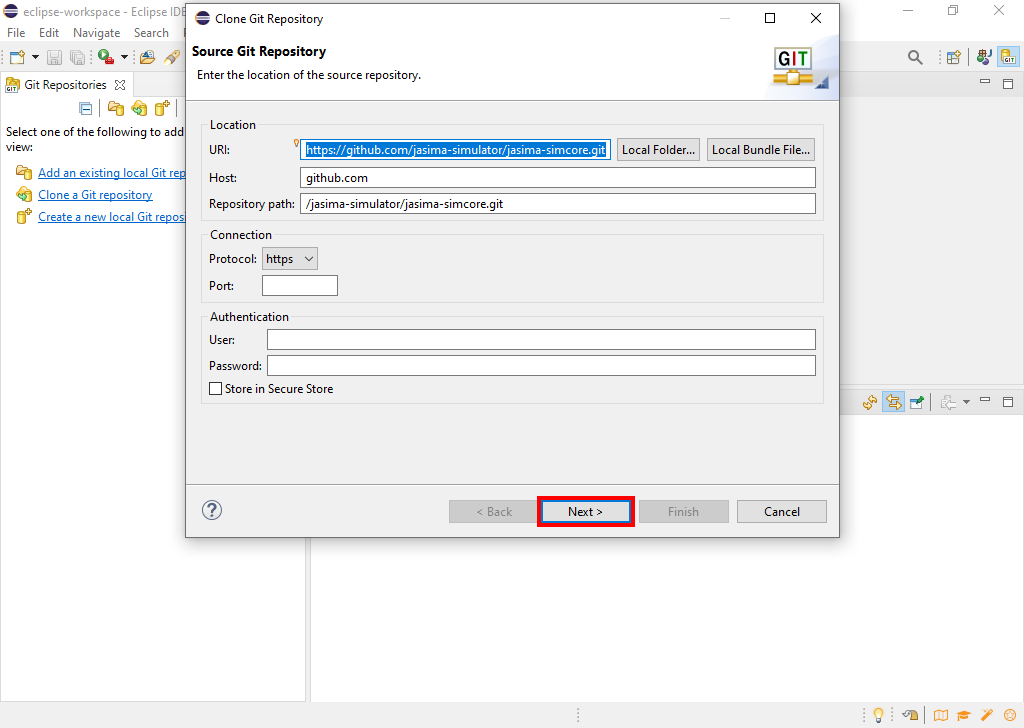 eclipse-workspace - Eclipse IDE
File Edit Navigate Search
Git Repositories
Select one of the following to add
view:
Add an existing local Git rep
Clone a Git repository
Create a new local Git repos
Clone Git Repository
Source Git Repository
Enter the location of the source repository.
GIT
Location
URI: https://github.com/jasima-simulator/jasima-simcore.git Local Folder... Local Bundle File...
Host: github.com
Repository path: /jasima-simulator/jasima-simcore.git
Connection
Protocol: https
Port:
Authentication
User:
Password:
Store in Secure Store
? < Back Next > Finish Cancel